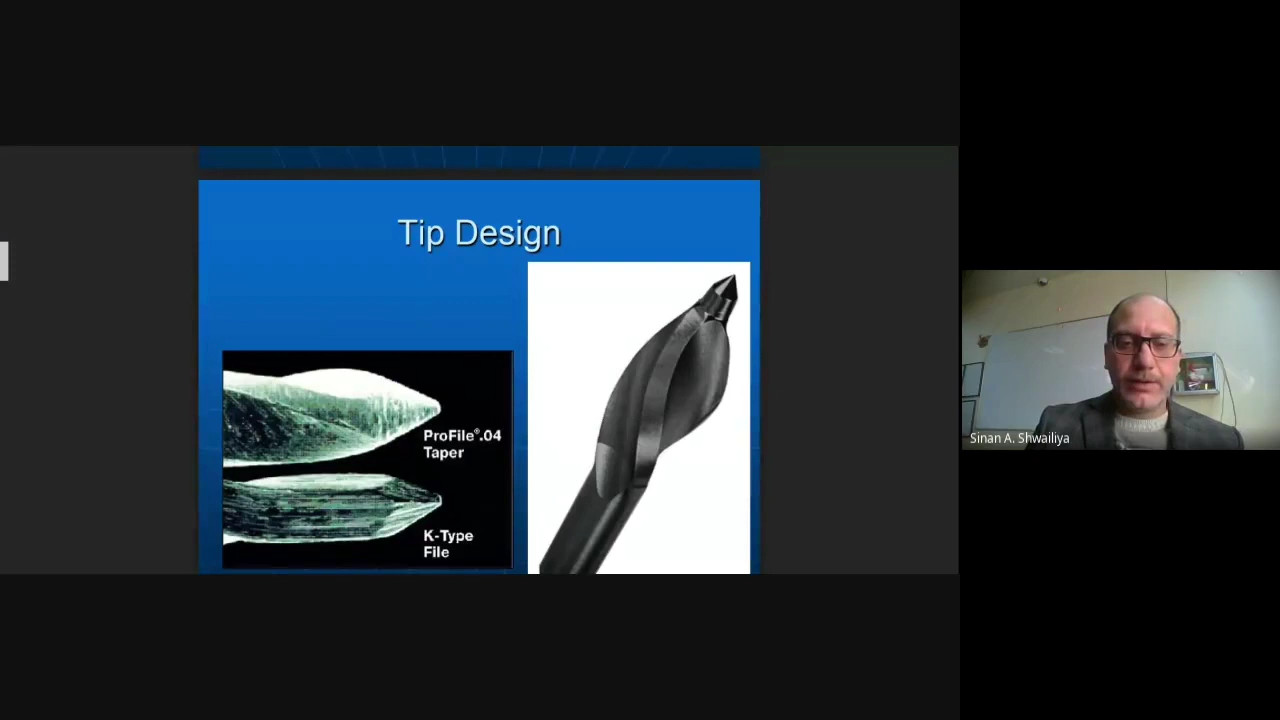 Tip Design
ProFile®.04
Taper
K-Type
File
Sinan A. Shwailiya